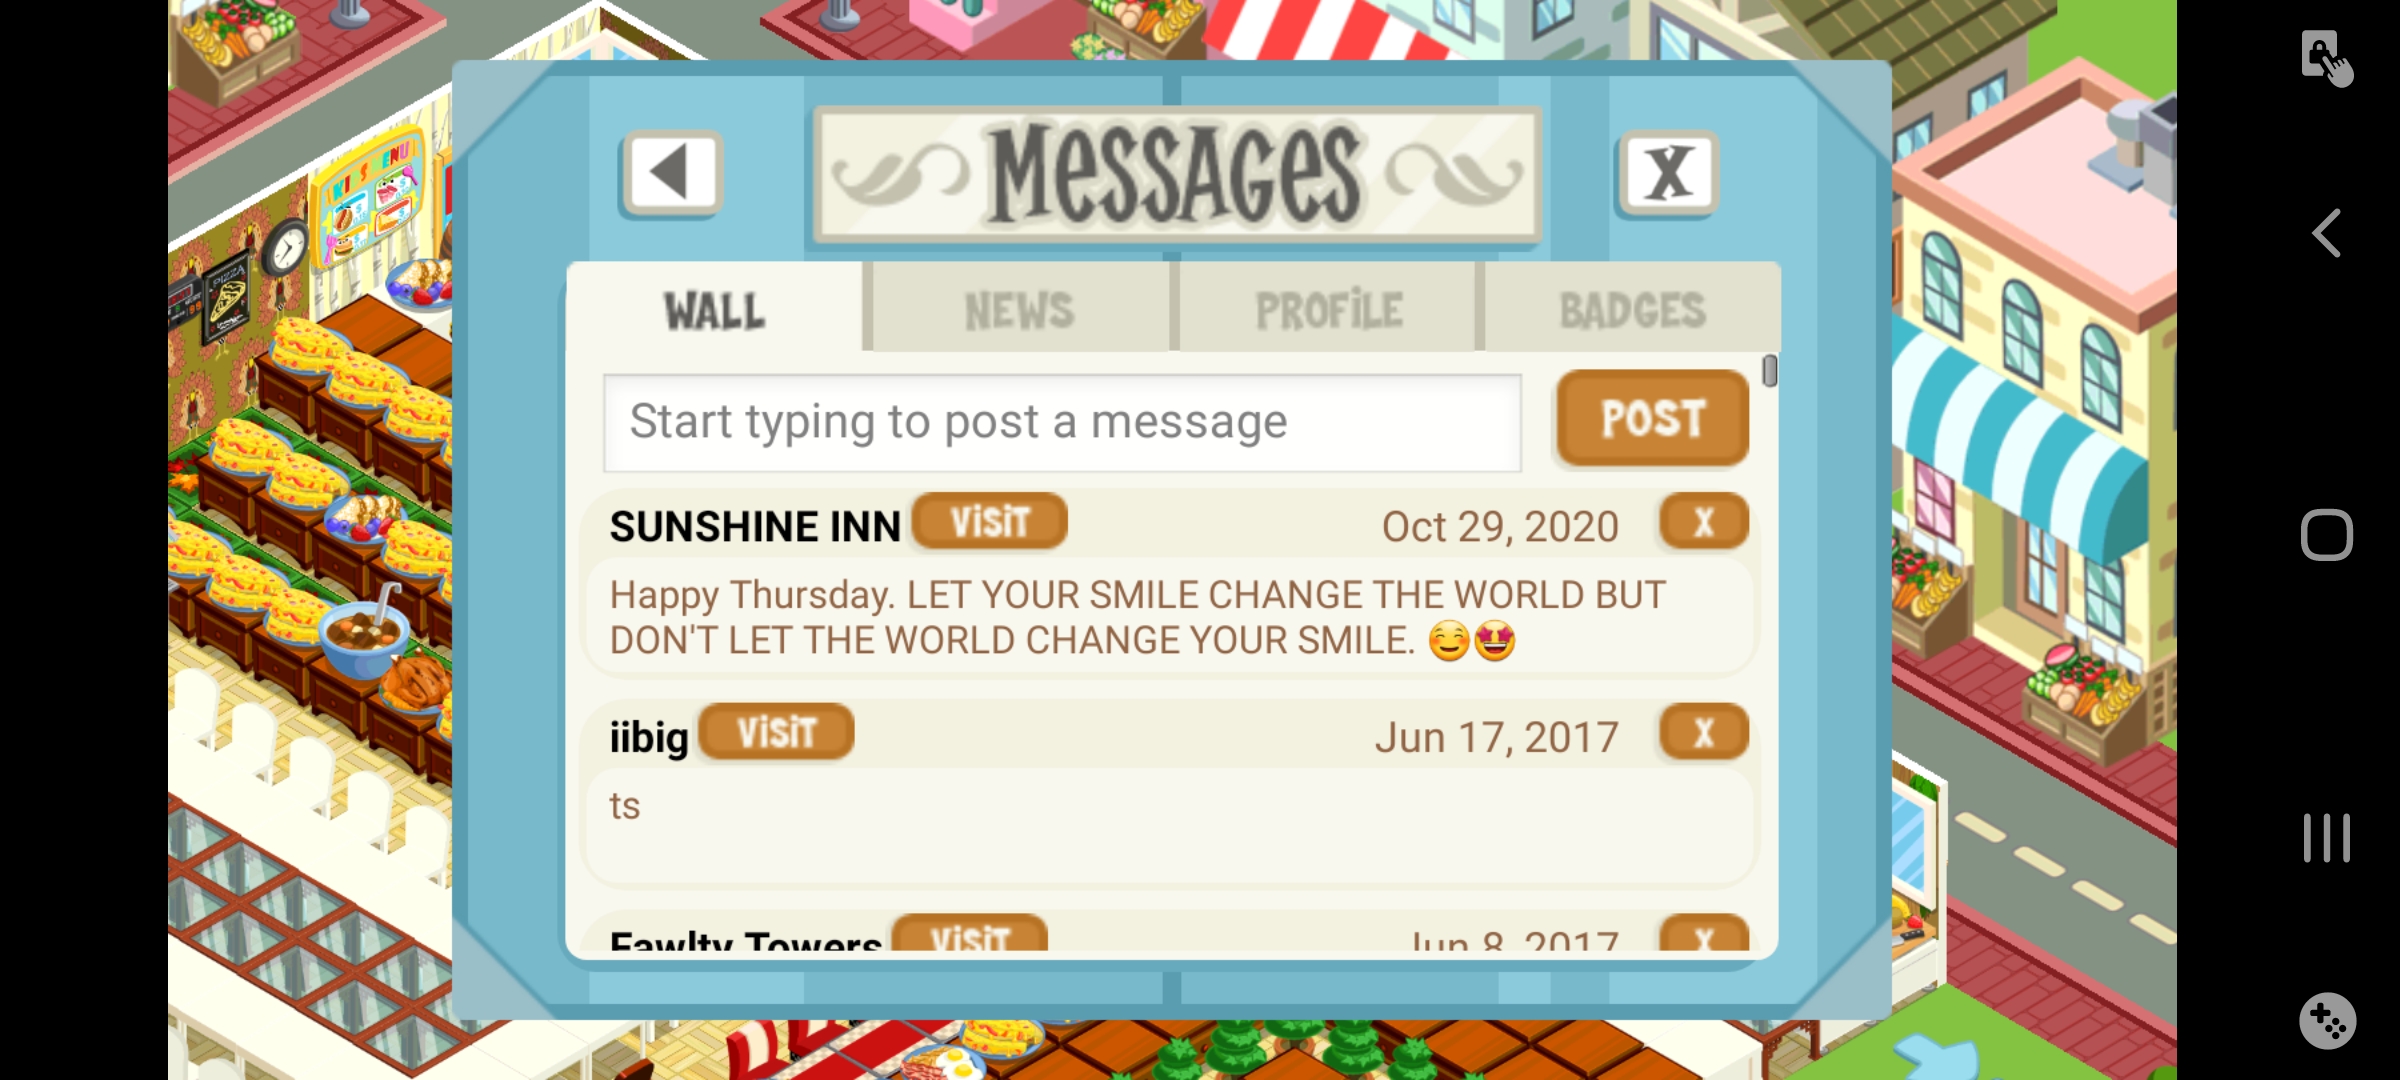 MESSAGES
X
WALL NEWS PROFILE BADGES
Start typing to post a message POST
SUNSHINE INN VISIT Oct 29, 2020 X
Happy Thursday. LET YOUR SMILE CHANGE THE WORLD BUT
DON'T LET THE WORLD CHANGE YOUR SMILE. 😊🤩
iibig VISIT Jun 17, 2017 X
ts
Fawlty Towers VISIT Jun 8, 2017 X
PIZZA